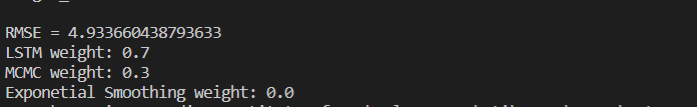 RMSE = 4.933660438793633
LSTM weight: 0.7
MCMC weight: 0.3
Exponetial Smoothing weight: 0.0